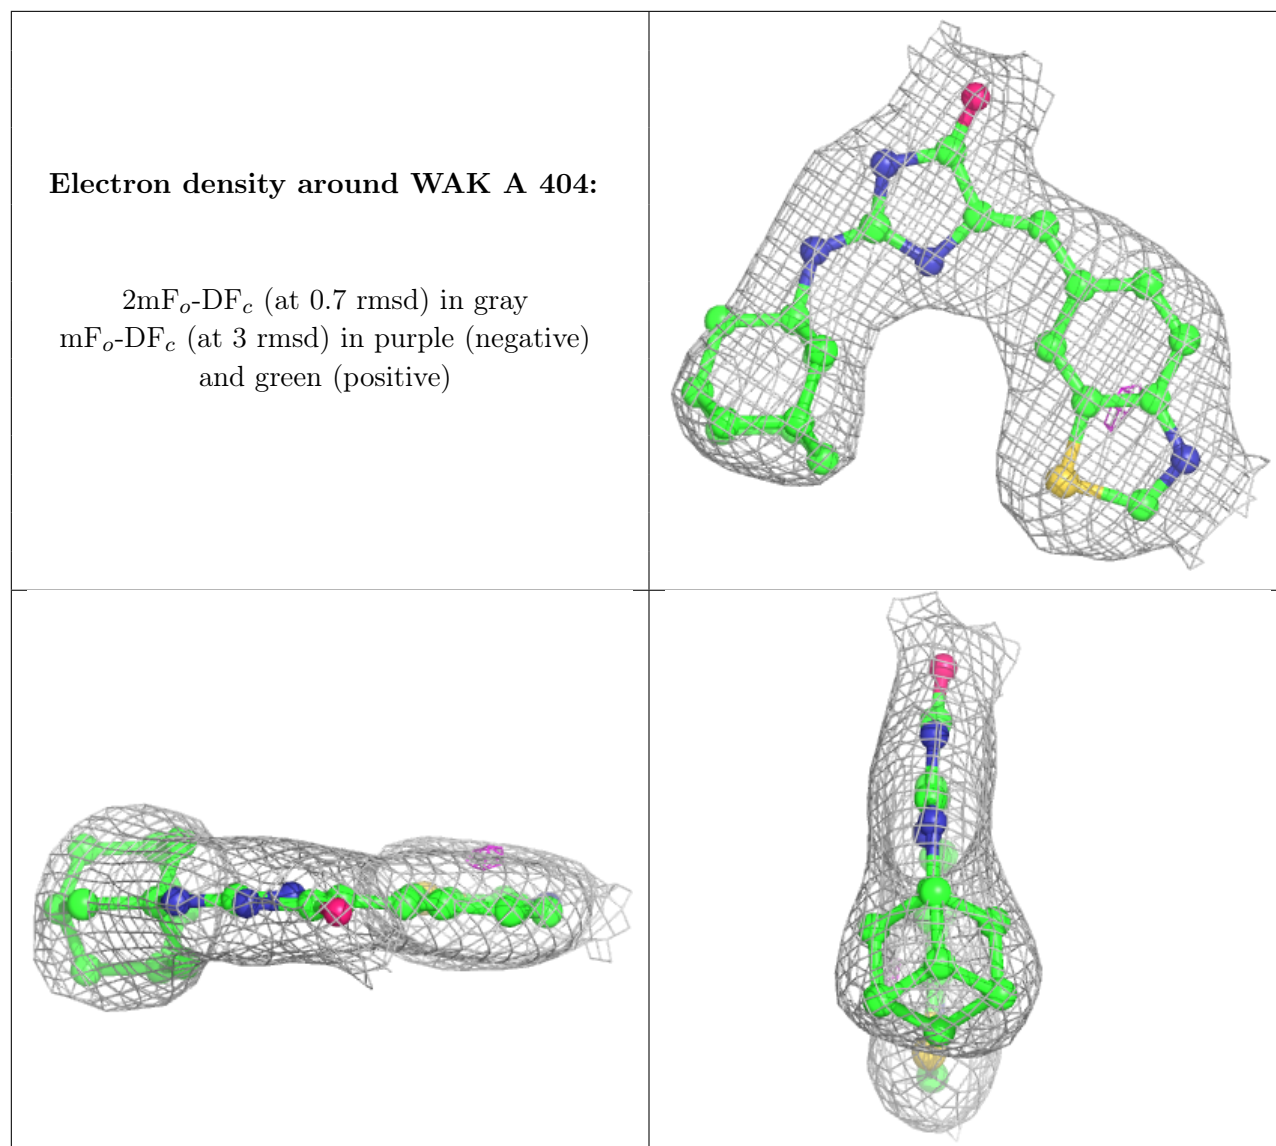 Electron density around WAK A 404:
2mFo-DFc (at 0.7 rmsd) in gray
mFo-DFc (at 3 rmsd) in purple (negative)
and green (positive)